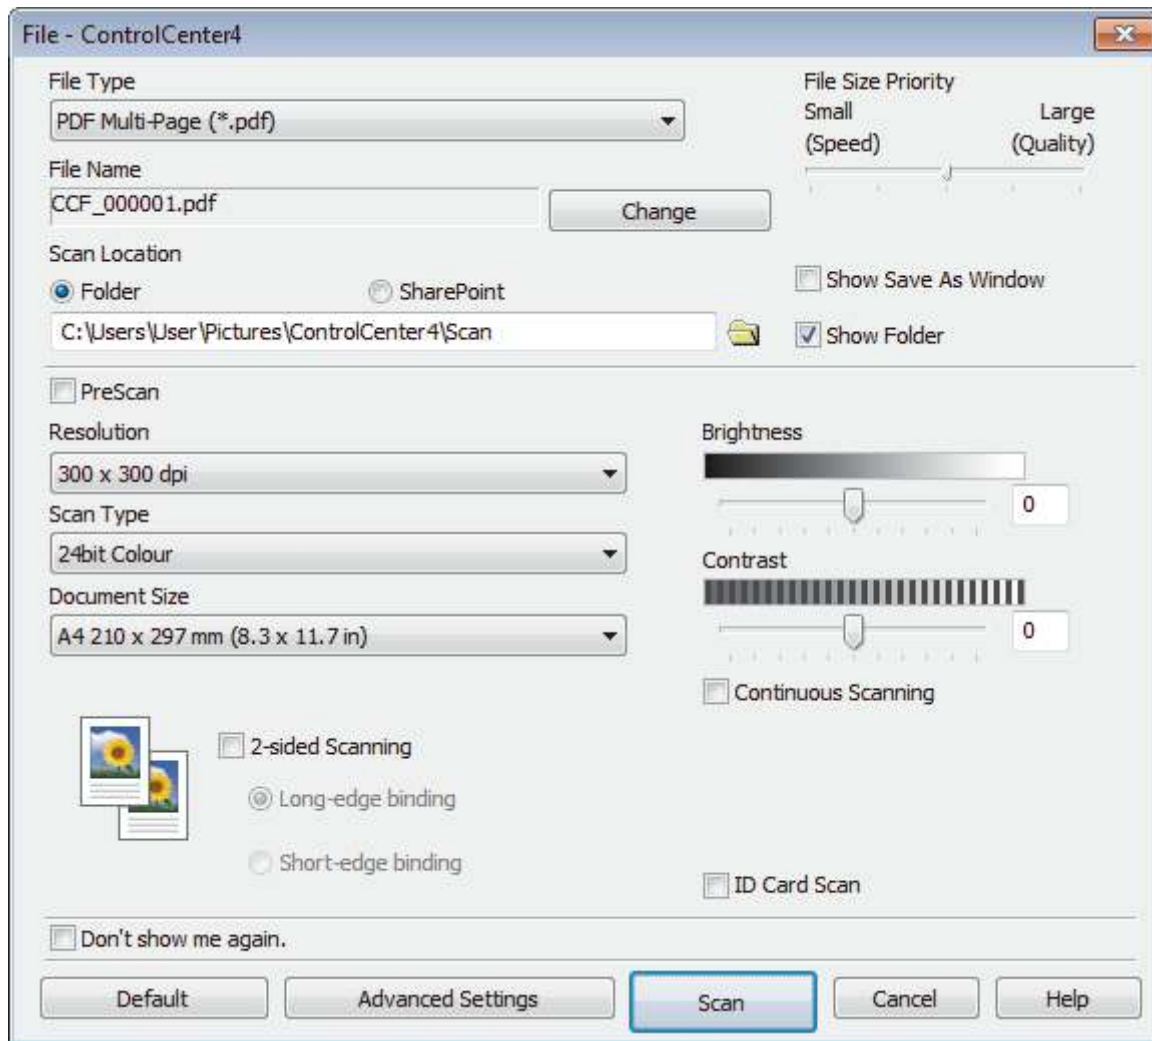 File - ControlCenter4
File Type
PDF Multi-Page (*.pdf)
File Name
CCF_000001.pdf
Change
File Size Priority
Small Large
(Speed) (Quality)
Scan Location
Folder SharePoint
C:\Users\User\Pictures\ControlCenter4\Scan
Show Save As Window
Show Folder
PreScan
Resolution
300 x 300 dpi
Scan Type
24bit Colour
Document Size
A4 210 x 297 mm (8.3 x 11.7 in)
Brightness
0
Contrast
0
Continuous Scanning
2-sided Scanning
Long-edge binding
Short-edge binding
ID Card Scan
Don't show me again.
Default Advanced Settings Scan Cancel Help